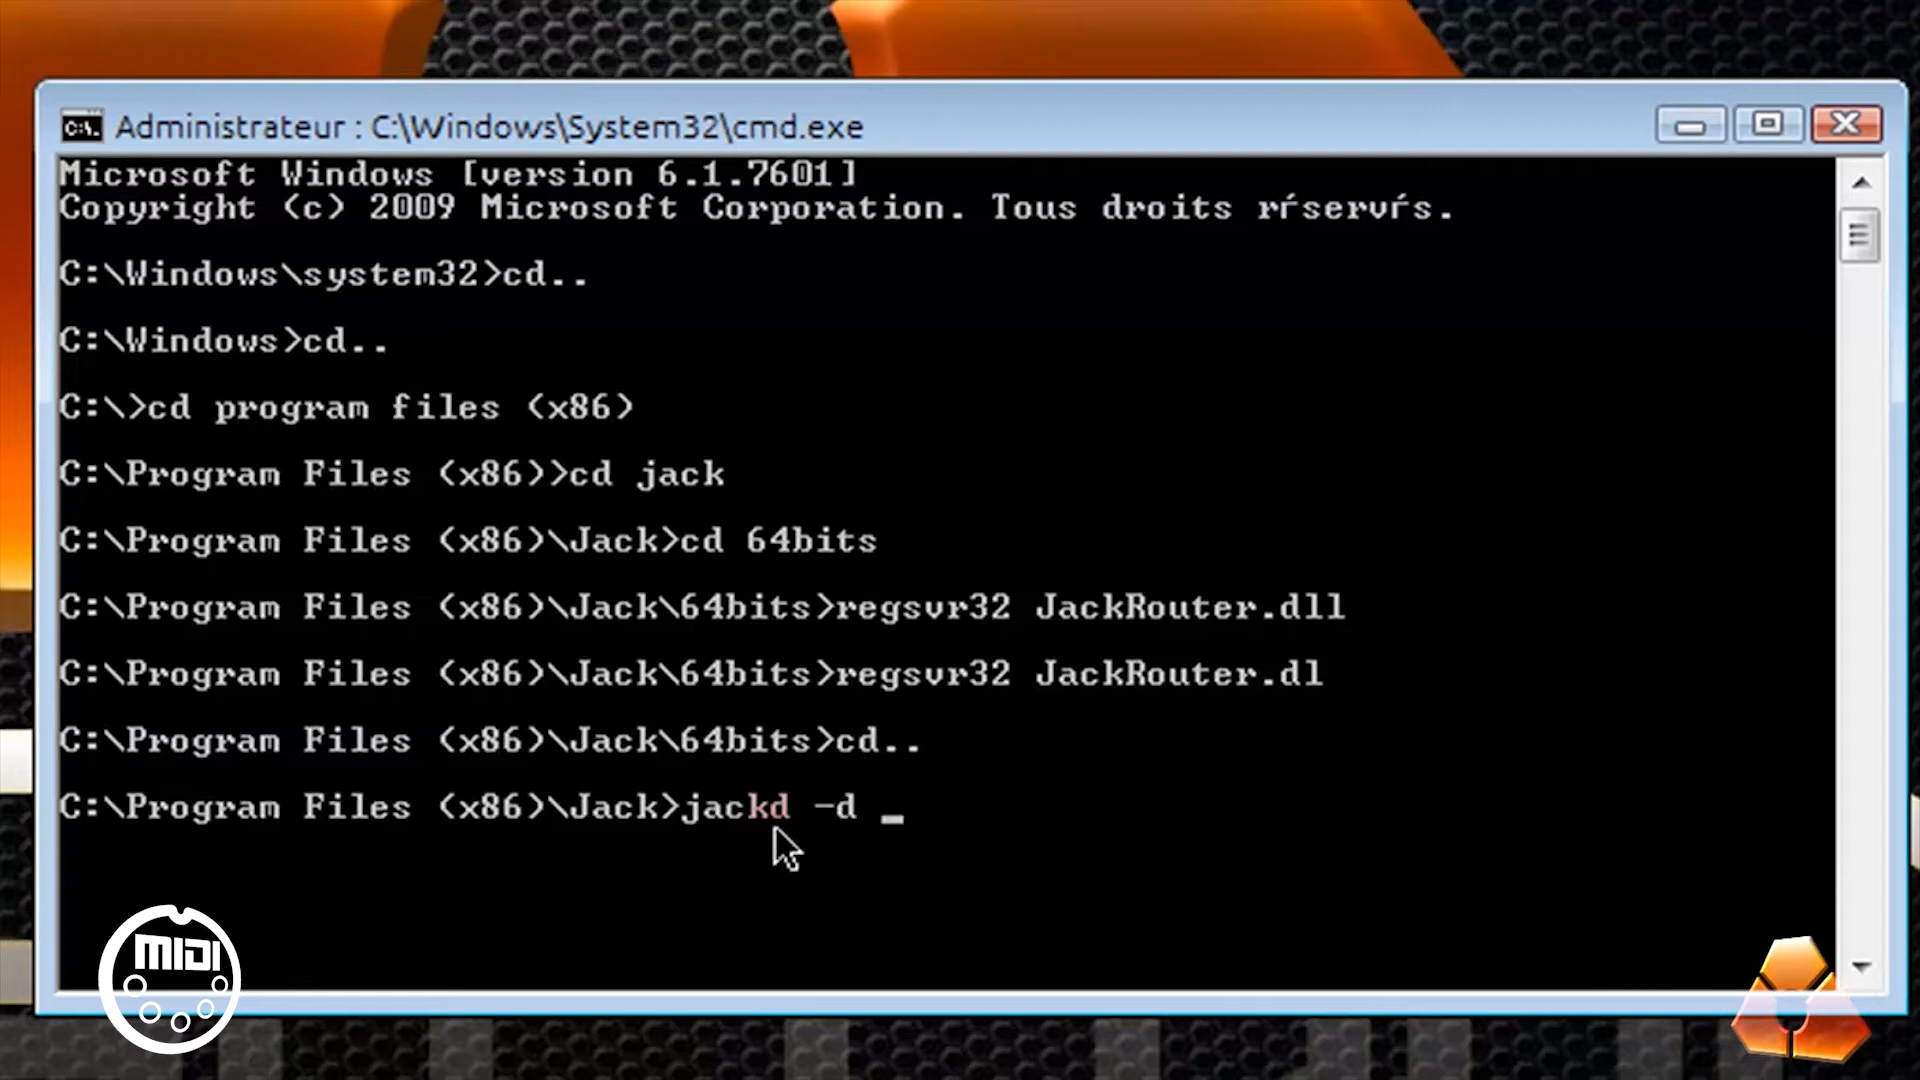 Administrateur : C:\Windows\System32\cmd.exe
Microsoft Windows [version 6.1.7601]
Copyright (c) 2009 Microsoft Corporation. Tous droits rŕservŕs.
C:\Windows\system32>cd..
C:\Windows>cd..
C:\>cd program files (x86)
C:\Program Files (x86)>cd jack
C:\Program Files (x86)\Jack>cd 64bits
C:\Program Files (x86)\Jack\64bits>regsvr32 JackRouter.dll
C:\Program Files (x86)\Jack\64bits>regsvr32 JackRouter.dl
C:\Program Files (x86)\Jack\64bits>cd..
C:\Program Files (x86)\Jack>jackd -d _
MIDI